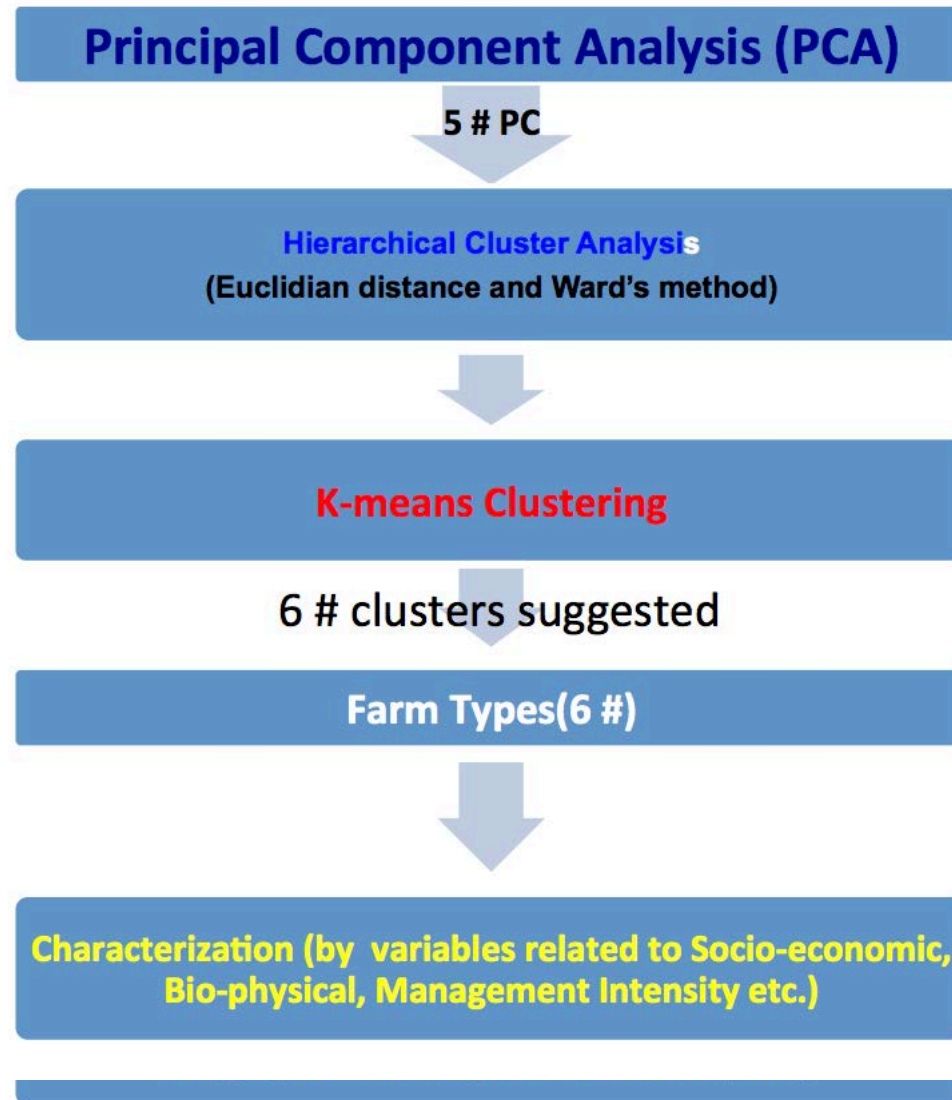 Principal Component Analysis (PCA)
5 # PC
Hierarchical Cluster Analysis
(Euclidian distance and Ward's method)
K-means Clustering
6 # clusters suggested
Farm Types(6 #)
Characterization (by variables related to Socio-economic,
Bio-physical, Management Intensity etc.)